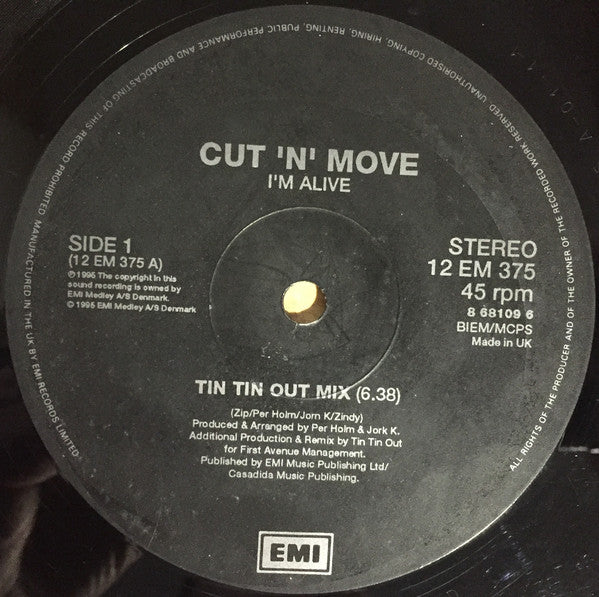 CUT 'N' MOVE
I'M ALIVE
SIDE 1
(12 EM 375 A)
℗ 1995 The copyright in this
sound recording is owned by
EMI Medley A/S Denmark.
© 1995 EMI Medley A/S Denmark
STEREO
12 EM 375
45 rpm
8 68109 6
BIEM/MCPS
Made in UK
TIN TIN OUT MIX (6.38)
(Zip/Per Holm/Jorn K/Zindy)
Produced & Arranged by Per Holm & Jork K.
Additional Production & Remix by Tin Tin Out
for First Avenue Management.
Published by EMI Music Publishing Ltd/
Casadida Music Publishing.
EMI
ALL RIGHTS OF THE PRODUCER AND OF THE OWNER OF THE RECORDED WORK RESERVED. UNAUTHORISED COPYING, HIRING, RENTING, PUBLIC PERFORMANCE AND BROADCASTING OF THIS RECORD PROHIBITED. MANUFACTURED IN THE UK BY EMI RECORDS LIMITED.